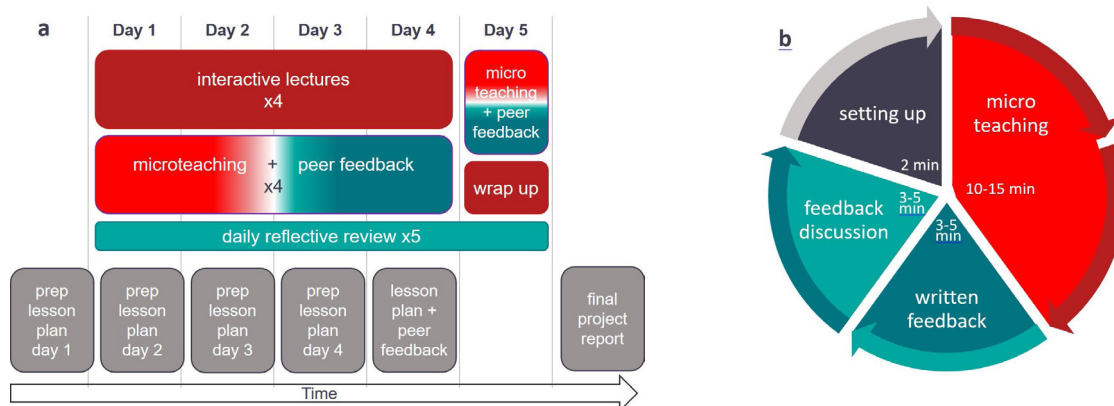 a
Day 1
Day 2
Day 3
Day 4
Day 5
interactive lectures
x4
micro
teaching
+ peer
feedback
microteaching + peer feedback
x4
wrap up
daily reflective review x5
prep
lesson
plan
day 1
prep
lesson
plan
day 2
prep
lesson
plan
day 3
prep
lesson
plan
day 4
lesson
plan +
peer
feedback
final
project
report
Time
b
setting up
2 min
micro
teaching
10-15 min
feedback
discussion
3-5
min
written
feedback
3-5
min